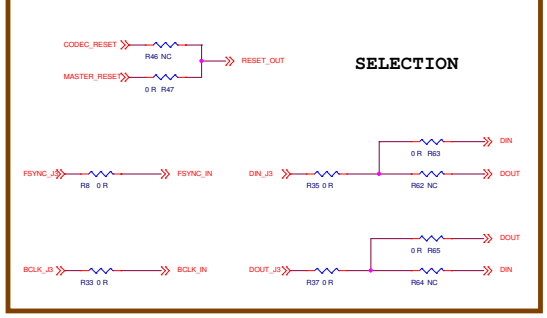 CODEC_RESET
R46 NC
RESET_OUT
SELECTION
MASTER_RESET
0 R R47
DIN
0 R R63
FSYNC_J3
FSYNC_IN
DIN_J3
DOUT
R8 0 R
R35 0 R
R62 NC
DOUT
0 R R65
BCLK_J3
BCLK_IN
DOUT_J3
DIN
R33 0 R
R37 0 R
R64 NC